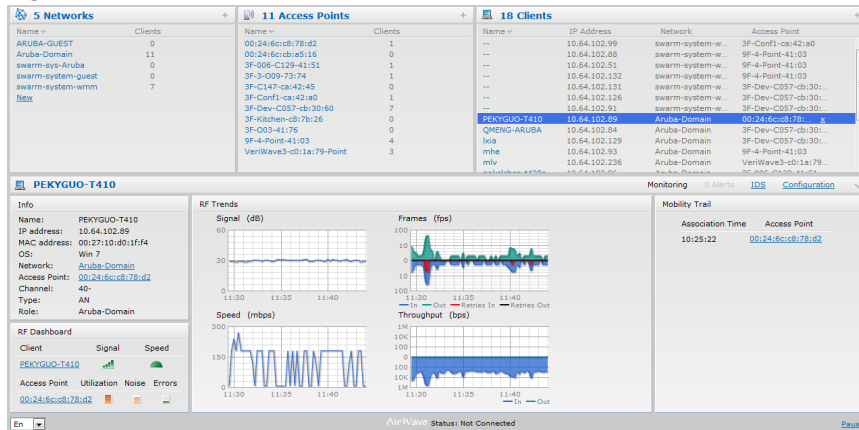 5 Networks +
Name Clients
ARUBA-GUEST 0
Aruba-Domain 11
swarm-sys-Aruba 0
swarm-system-guest 0
swarm-system-wmm 7
New
11 Access Points +
Name Clients
00:24:6c:c8:78:d2 1
00:24:6c:cb:a5:16 0
3F-006-C129-41:51 1
3F-3-O09-73:74 1
3F-C147-ca:42:45 0
3F-Conf1-ca:42:a0 1
3F-Dev-C057-cb:30:60 7
3F-Kitchen-c8:7b:26 0
3F-O03-41:76 0
9F-4-Point-41:03 4
VeriWave3-c0:1a:79-Point 3
18 Clients
Name IP Address Network Access Point
-- 10.64.102.99 swarm-system-w... 3F-Conf1-ca:42:a0
-- 10.64.102.88 swarm-system-w... 9F-4-Point-41:03
-- 10.64.102.51 swarm-system-w... 9F-4-Point-41:03
-- 10.64.102.132 swarm-system-w... 9F-4-Point-41:03
-- 10.64.102.131 swarm-system-w... 3F-Dev-C057-cb:30:...
-- 10.64.102.126 swarm-system-w... 3F-Dev-C057-cb:30:...
-- 10.64.102.91 swarm-system-w... 3F-Dev-C057-cb:30:...
PEKYGUO-T410 10.64.102.89 Aruba-Domain 00:24:6c:c8:78:... x
QMENG-ARUBA 10.64.102.84 Aruba-Domain 3F-Dev-C057-cb:30:...
lxia 10.64.102.129 Aruba-Domain 3F-Dev-C057-cb:30:...
mhe 10.64.102.93 Aruba-Domain 9F-4-Point-41:03
mlv 10.64.102.236 Aruba-Domain VeriWave3-c0:1a:79...
PEKYGUO-T410
Monitoring 0 Alerts IDS Configuration
Info
Name: PEKYGUO-T410
IP address: 10.64.102.89
MAC address: 00:27:10:d0:1f:f4
OS: Win 7
Network: Aruba-Domain
Access Point: 00:24:6c:c8:78:d2
Channel: 40-
Type: AN
Role: Aruba-Domain
RF Dashboard
Client Signal Speed
PEKYGUO-T410
Access Point Utilization Noise Errors
00:24:6c:c8:78:d2
RF Trends
Signal (dB)
60
30
0
11:30 11:35 11:40
Frames (fps)
100
10
0
10
100
11:30 11:35 11:40
In Out Retries In Retries Out
Speed (mbps)
300
150
0
11:30 11:35 11:40
Throughput (bps)
1M
10K
100
0
100
10K
1M
11:30 11:35 11:40
In Out
Mobility Trail
Association Time Access Point
10:25:22 00:24:6c:c8:78:d2
En
AirWave Status: Not Connected
Paus